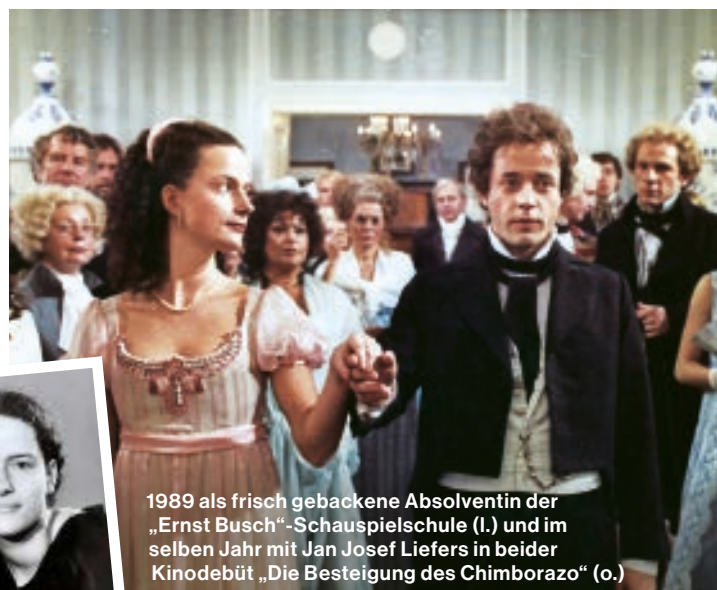 1989 als frisch gebackene Absolventin der
„Ernst Busch“-Schauspielschule (l.) und im
selben Jahr mit Jan Josef Liefers in beider
Kinodebüt „Die Besteigung des Chimborazo“ (o.)